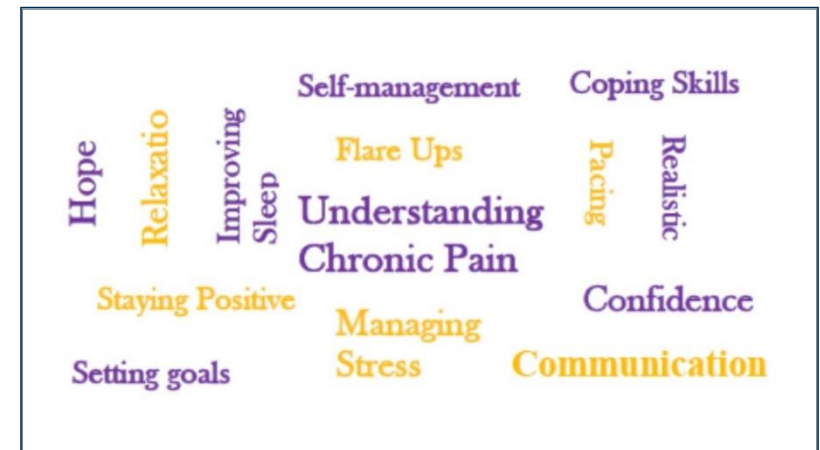 Self-management
Coping Skills
Hope
Relaxatio
Improving
Sleep
Flare Ups
Pacing
Realistic
Understanding
Chronic Pain
Staying Positive
Confidence
Managing
Stress
Communication
Setting goals